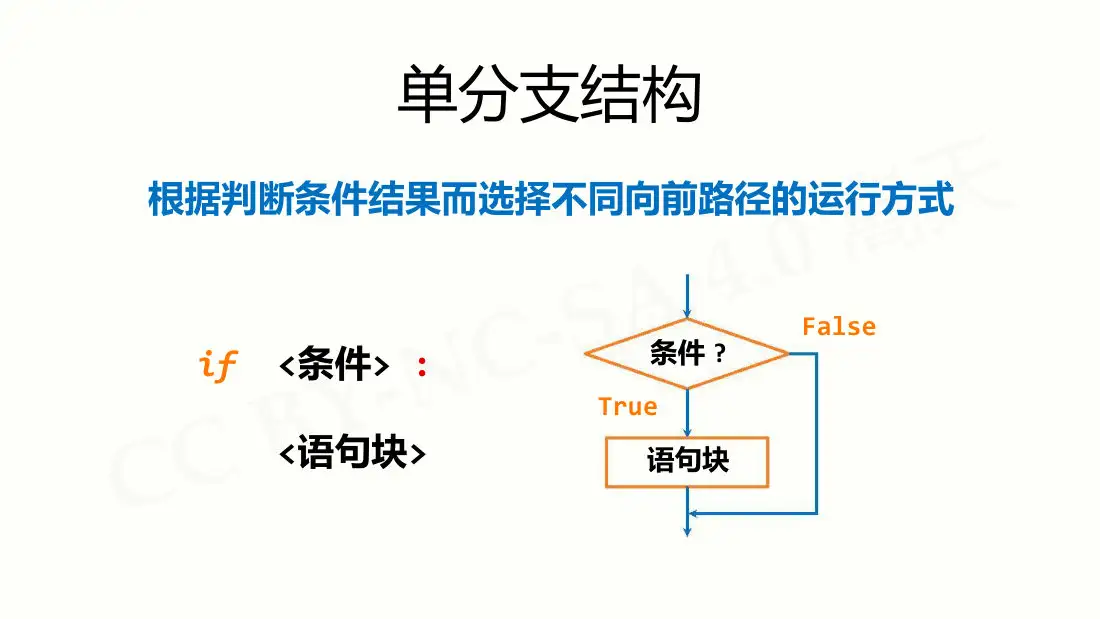 单分支结构
根据判断条件结果而选择不同向前路径的运行方式
if <条件> :
<语句块>
条件？
False
True
语句块
CC BY-NC-SA 4.0 嵩天